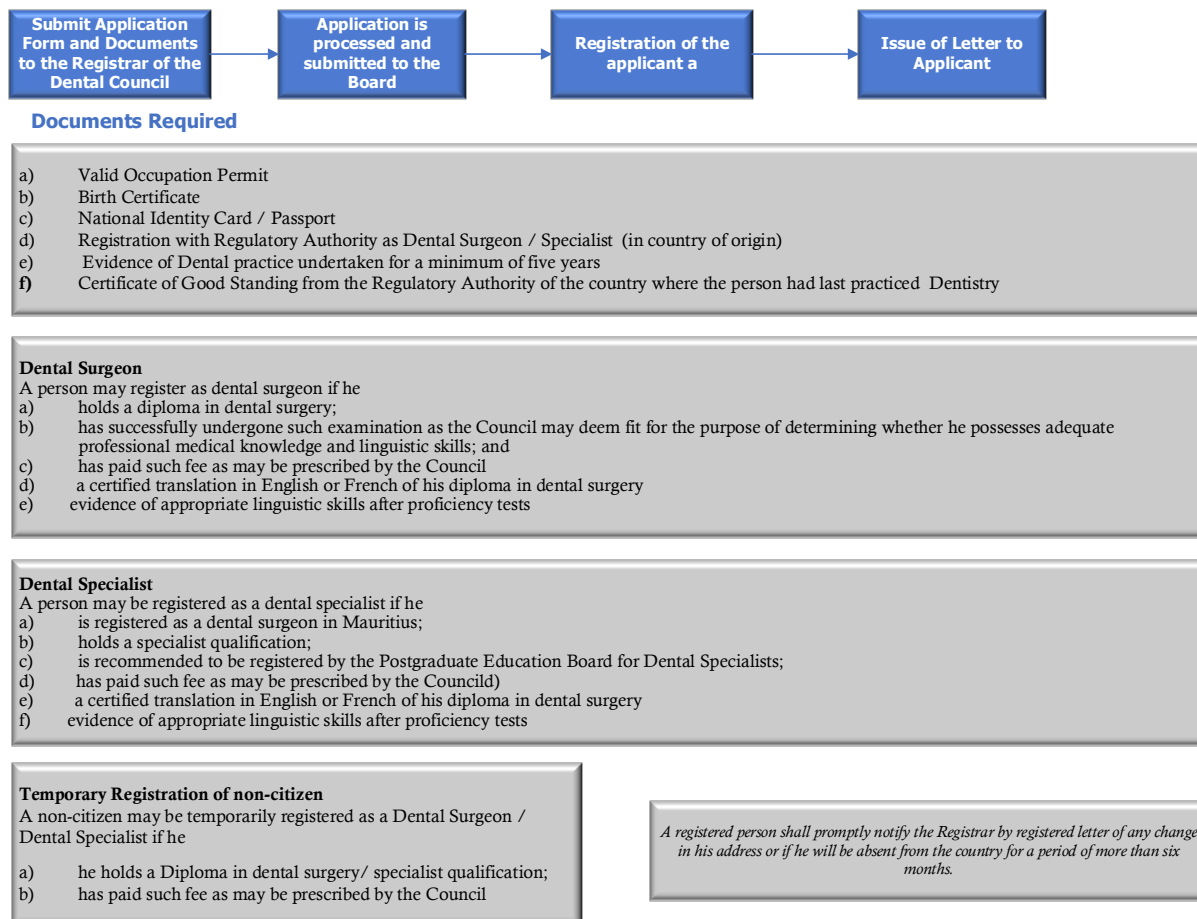 Submit Application
Form and Documents
to the Registrar of the
Dental Council
Application is
processed and
submitted to the
Board
Registration of the
applicant a
Issue of Letter to
Applicant
Documents Required
a) Valid Occupation Permit
b) Birth Certificate
c) National Identity Card / Passport
d) Registration with Regulatory Authority as Dental Surgeon / Specialist (in country of origin)
e) Evidence of Dental practice undertaken for a minimum of five years
f) Certificate of Good Standing from the Regulatory Authority of the country where the person had last practiced Dentistry
Dental Surgeon
A person may register as dental surgeon if he
a) holds a diploma in dental surgery;
b) has successfully undergone such examination as the Council may deem fit for the purpose of determining whether he possesses adequate
professional medical knowledge and linguistic skills; and
c) has paid such fee as may be prescribed by the Council
d) a certified translation in English or French of his diploma in dental surgery
e) evidence of appropriate linguistic skills after proficiency tests
Dental Specialist
A person may be registered as a dental specialist if he
a) is registered as a dental surgeon in Mauritius;
b) holds a specialist qualification;
c) is recommended to be registered by the Postgraduate Education Board for Dental Specialists;
d) has paid such fee as may be prescribed by the Councild)
e) a certified translation in English or French of his diploma in dental surgery
f) evidence of appropriate linguistic skills after proficiency tests
Temporary Registration of non-citizen
A non-citizen may be temporarily registered as a Dental Surgeon /
Dental Specialist if he
a) he holds a Diploma in dental surgery/ specialist qualification;
b) has paid such fee as may be prescribed by the Council
A registered person shall promptly notify the Registrar by registered letter of any change
in his address or if he will be absent from the country for a period of more than six
months.